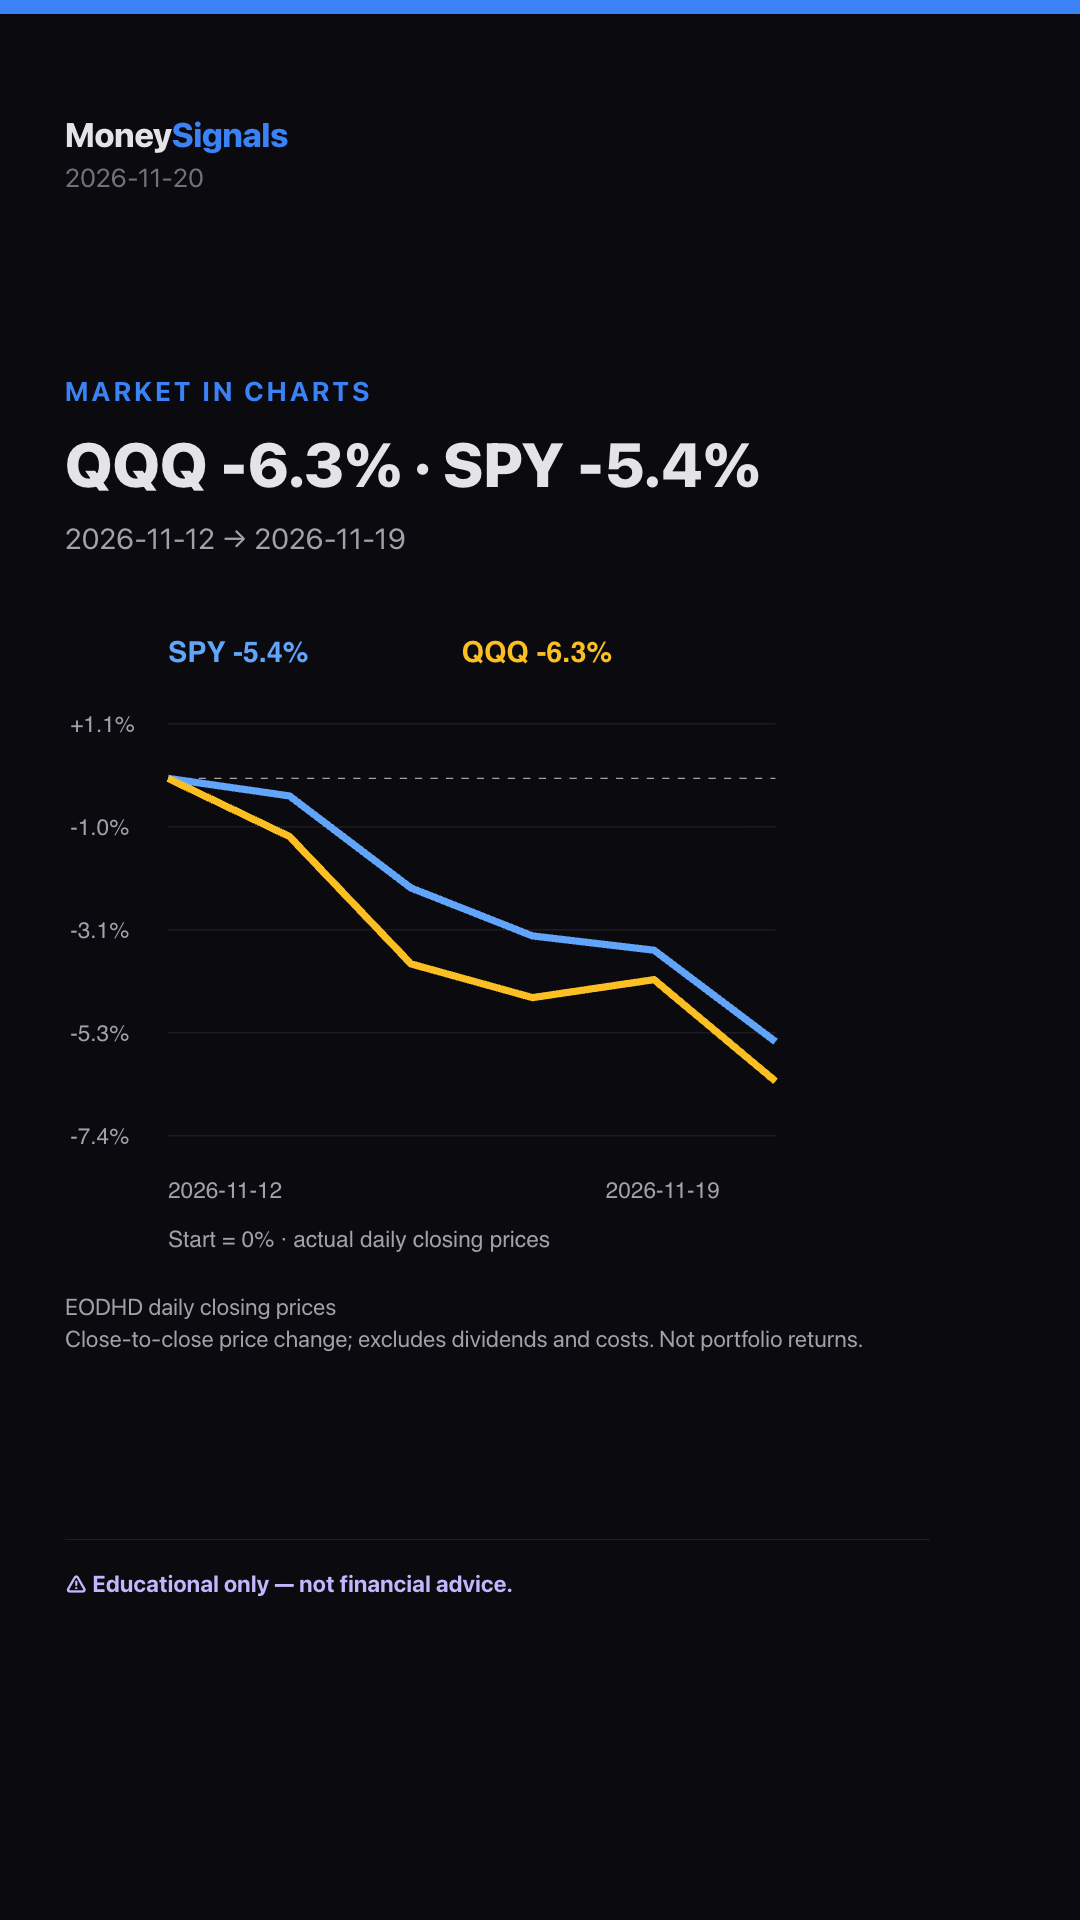 MoneySignals
2026-11-20
MARKET IN CHARTS
QQQ -6.3% · SPY -5.4%
2026-11-12 → 2026-11-19
SPY -5.4% QQQ -6.3%
+1.1%
-1.0%
-3.1%
-5.3%
-7.4%
2026-11-12 2026-11-19
Start = 0% · actual daily closing prices
EODHD daily closing prices
Close-to-close price change; excludes dividends and costs. Not portfolio returns.
⚠ Educational only — not financial advice.